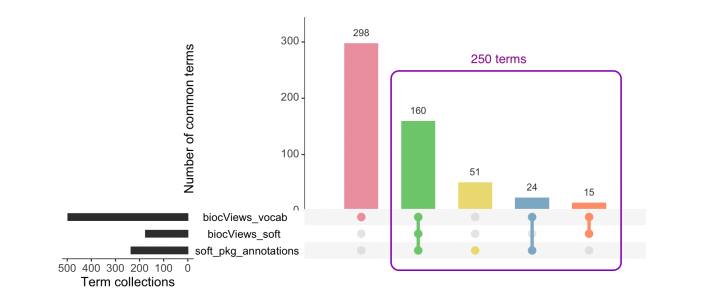 298
300
250 terms
200
160
100
51
24
15
0
Number of common terms
biocViews_vocab
biocViews_soft
soft_pkg_annotations
500 400 300 200 100 0
Term collections